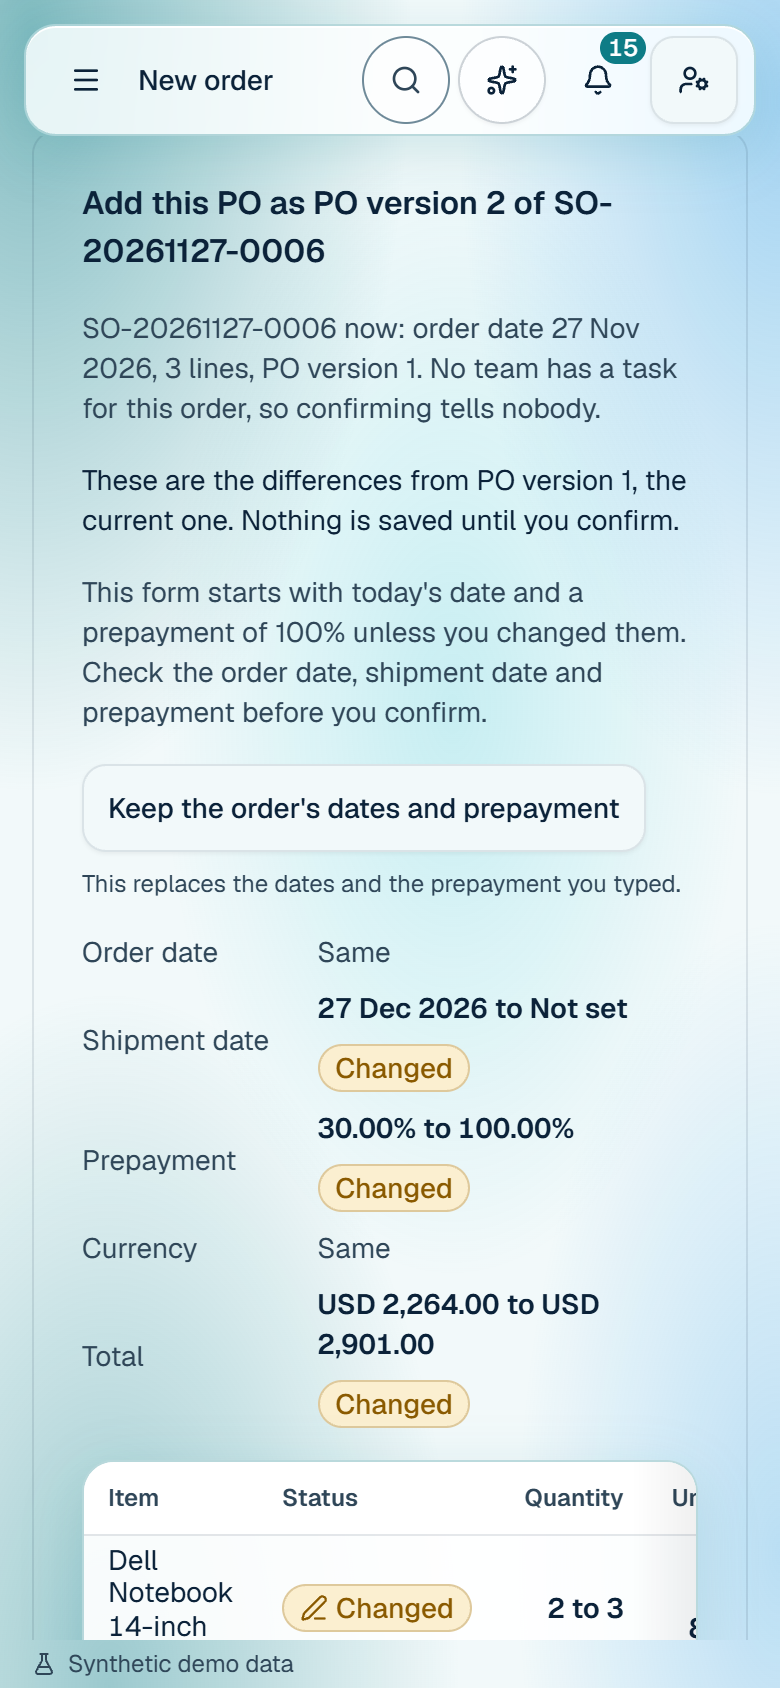 New order
15
Add this PO as PO version 2 of SO-
20261127-0006
SO-20261127-0006 now: order date 27 Nov
2026, 3 lines, PO version 1. No team has a task
for this order, so confirming tells nobody.
These are the differences from PO version 1, the
current one. Nothing is saved until you confirm.
This form starts with today's date and a
prepayment of 100% unless you changed them.
Check the order date, shipment date and
prepayment before you confirm.
Keep the order's dates and prepayment
This replaces the dates and the prepayment you typed.
Order date Same
Shipment date 27 Dec 2026 to Not set
Changed
Prepayment 30.00% to 100.00%
Changed
Currency Same
Total USD 2,264.00 to USD
2,901.00
Changed
Item Status Quantity
Dell
Notebook
14-inch
Changed 2 to 3
Synthetic demo data